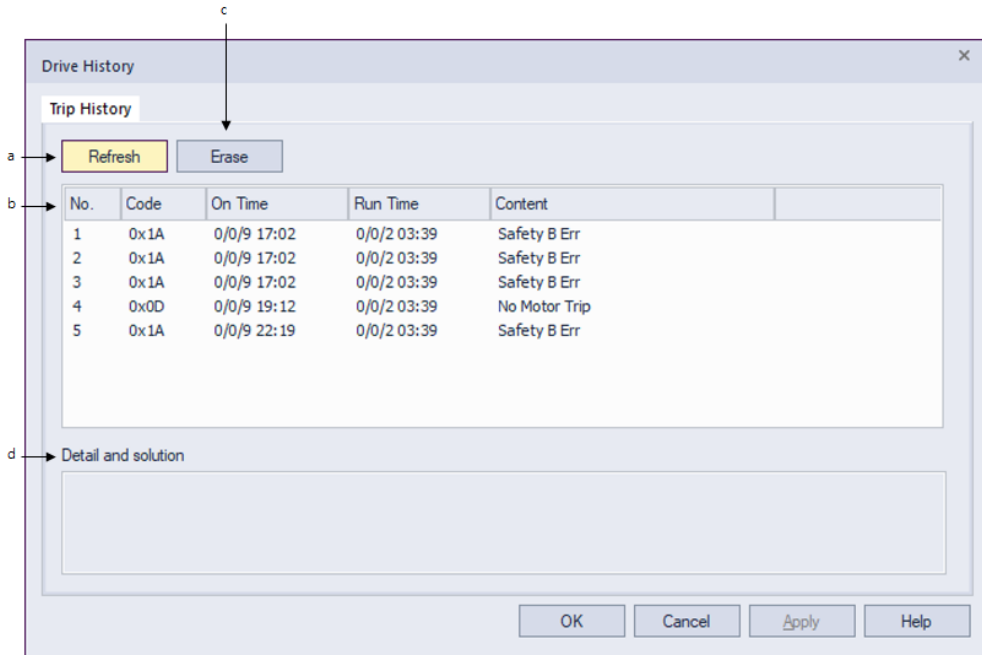 c
Drive History
Trip History
a Refresh Erase
b No. Code On Time Run Time Content
1 0x1A 0/0/9 17:02 0/0/2 03:39 Safety B Err
2 0x1A 0/0/9 17:02 0/0/2 03:39 Safety B Err
3 0x1A 0/0/9 17:02 0/0/2 03:39 Safety B Err
4 0x0D 0/0/9 19:12 0/0/2 03:39 No Motor Trip
5 0x1A 0/0/9 22:19 0/0/2 03:39 Safety B Err
d Detail and solution
OK Cancel Apply Help